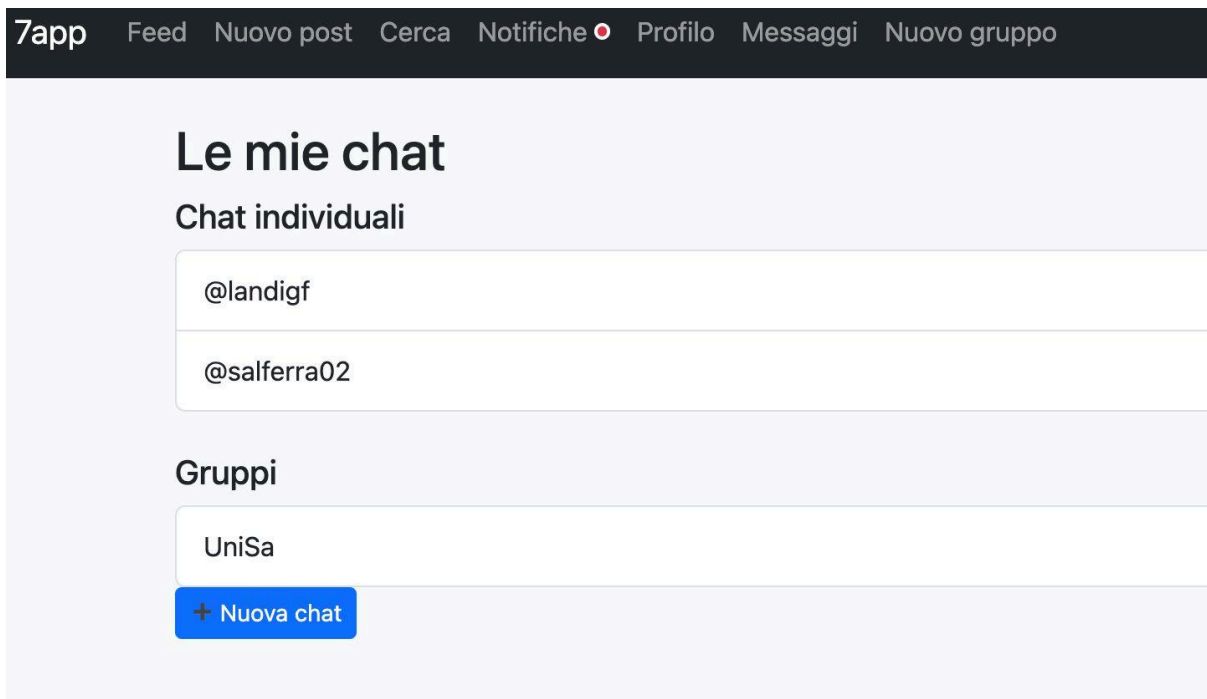 7app Feed Nuovo post Cerca Notifiche Profilo Messaggi Nuovo gruppo
Le mie chat
Chat individuali
@landigf
@salferra02
Gruppi
UniSa
+ Nuova chat